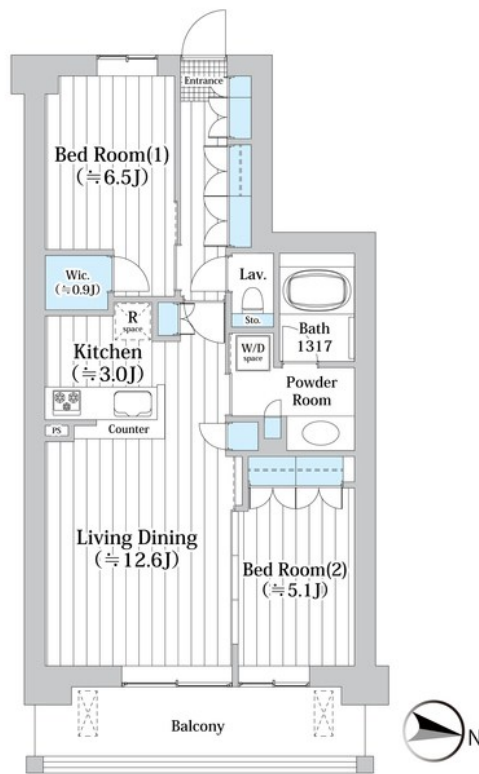 Entrance
Bed Room(1)
(≒6.5J)
Wic.
(≒0.9J)
Lav.
Sto.
Bath
1317
R
space
W/D
space
Kitchen
(≒3.0J)
Powder
Room
PS
Counter
Living Dining
(≒12.6J)
Bed Room(2)
(≒5.1J)
Balcony
N